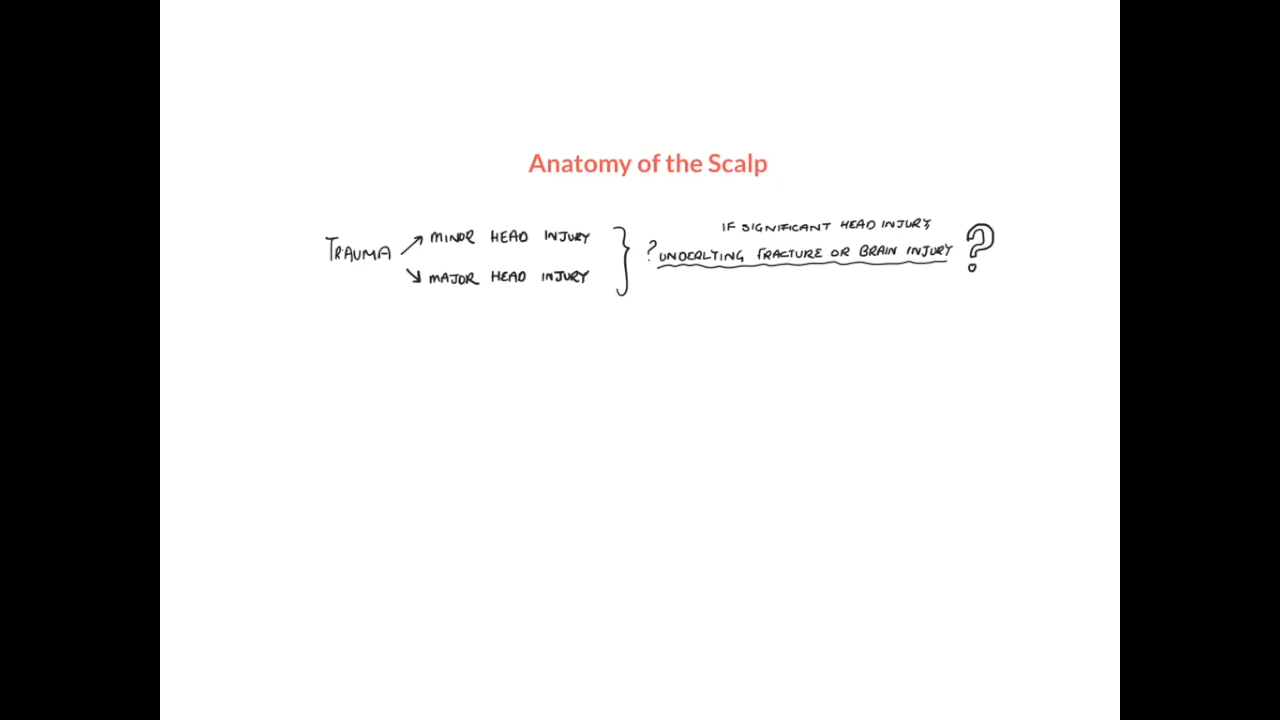 Anatomy of the Scalp
TRAUMA
MINOR HEAD INJURY
MAJOR HEAD INJURY
IF SIGNIFICANT HEAD INJURY,
? UNDERLYING FRACTURE OR BRAIN INJURY ?